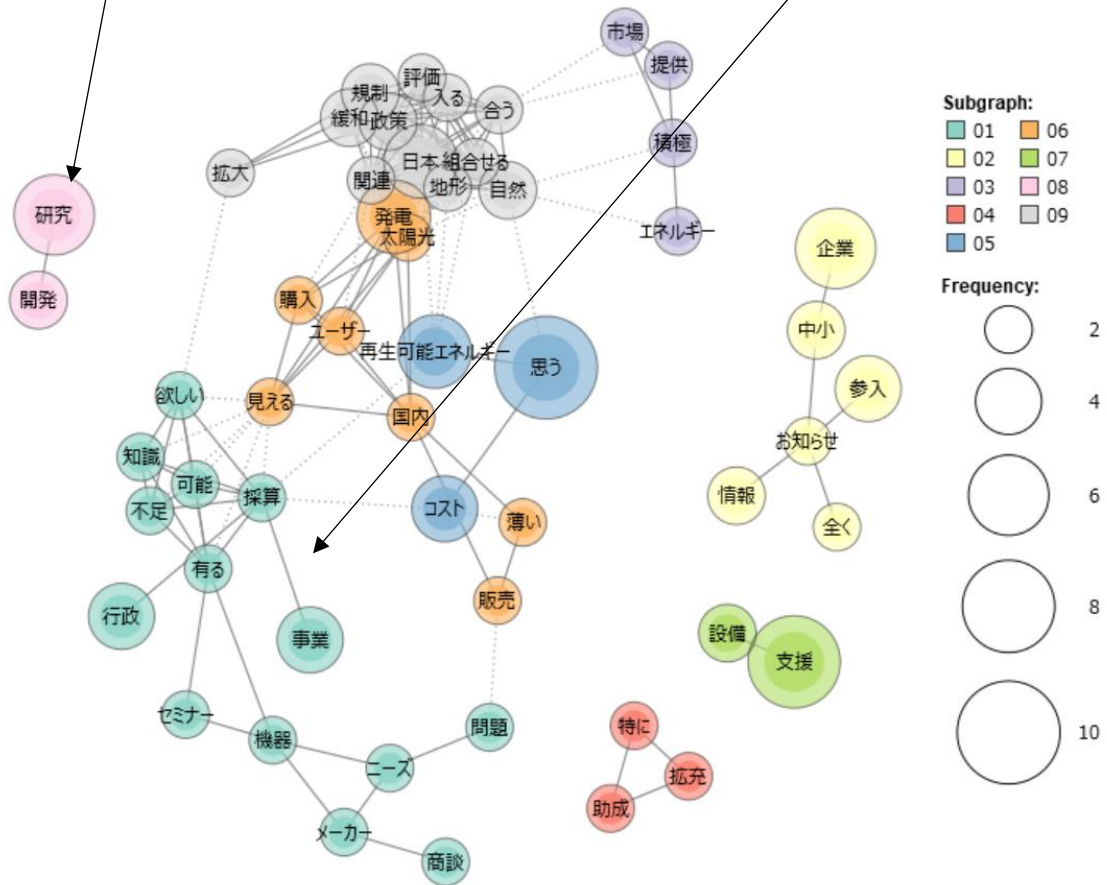 市場
提供
評価
規制
入る
合う
緩和
政策
積極
日本
組合せる
拡大
関連
地形
自然
研究
発電
太陽光
エネルギー
企業
開発
購入
ユーザー
中小
再生可能エネルギー
思う
欲しい
見える
国内
参入
お知らせ
知識
可能
採算
不足
コスト
薄い
情報
全く
有る
行政
事業
販売
設備
支援
セミナー
機器
問題
特に
ニーズ
拡充
助成
メーカー
商談
Subgraph:
01 06
02 07
03 08
04 09
05
Frequency:
2
4
6
8
10